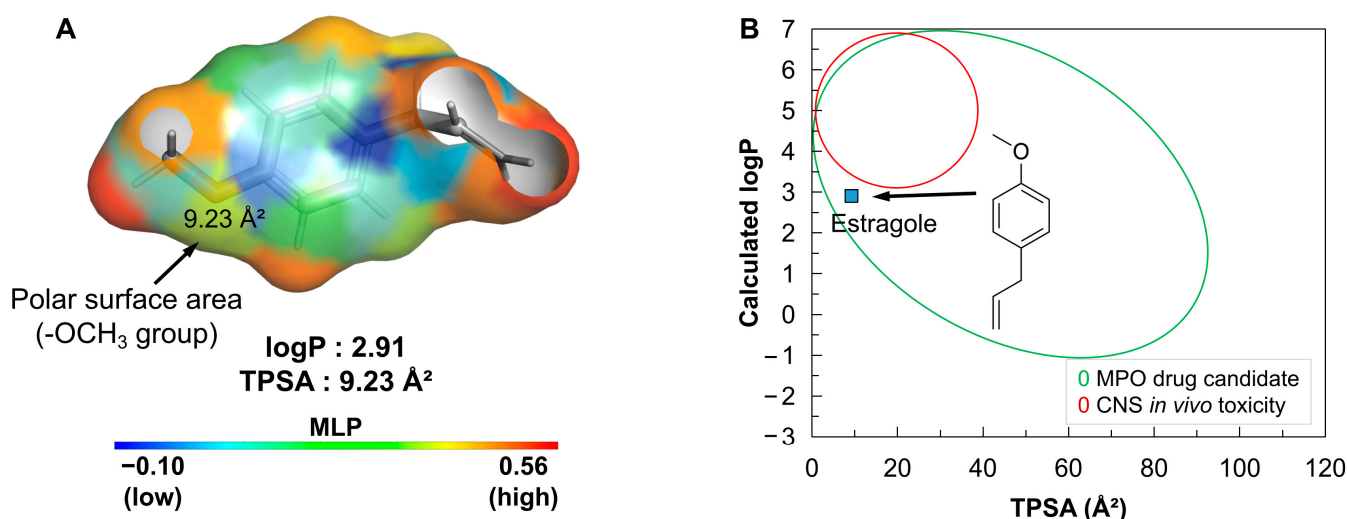 A
9.23 Å²
Polar surface area
(-OCH₃ group)
logP : 2.91
TPSA : 9.23 Å²
MLP
−0.10
0.56
(low)
(high)
B
7
6
5
4
3
2
1
0
−1
−2
−3
Calculated logP
O
Estragole
0 MPO drug candidate
0 CNS in vivo toxicity
0 20 40 60 80 100 120
TPSA (Å²)